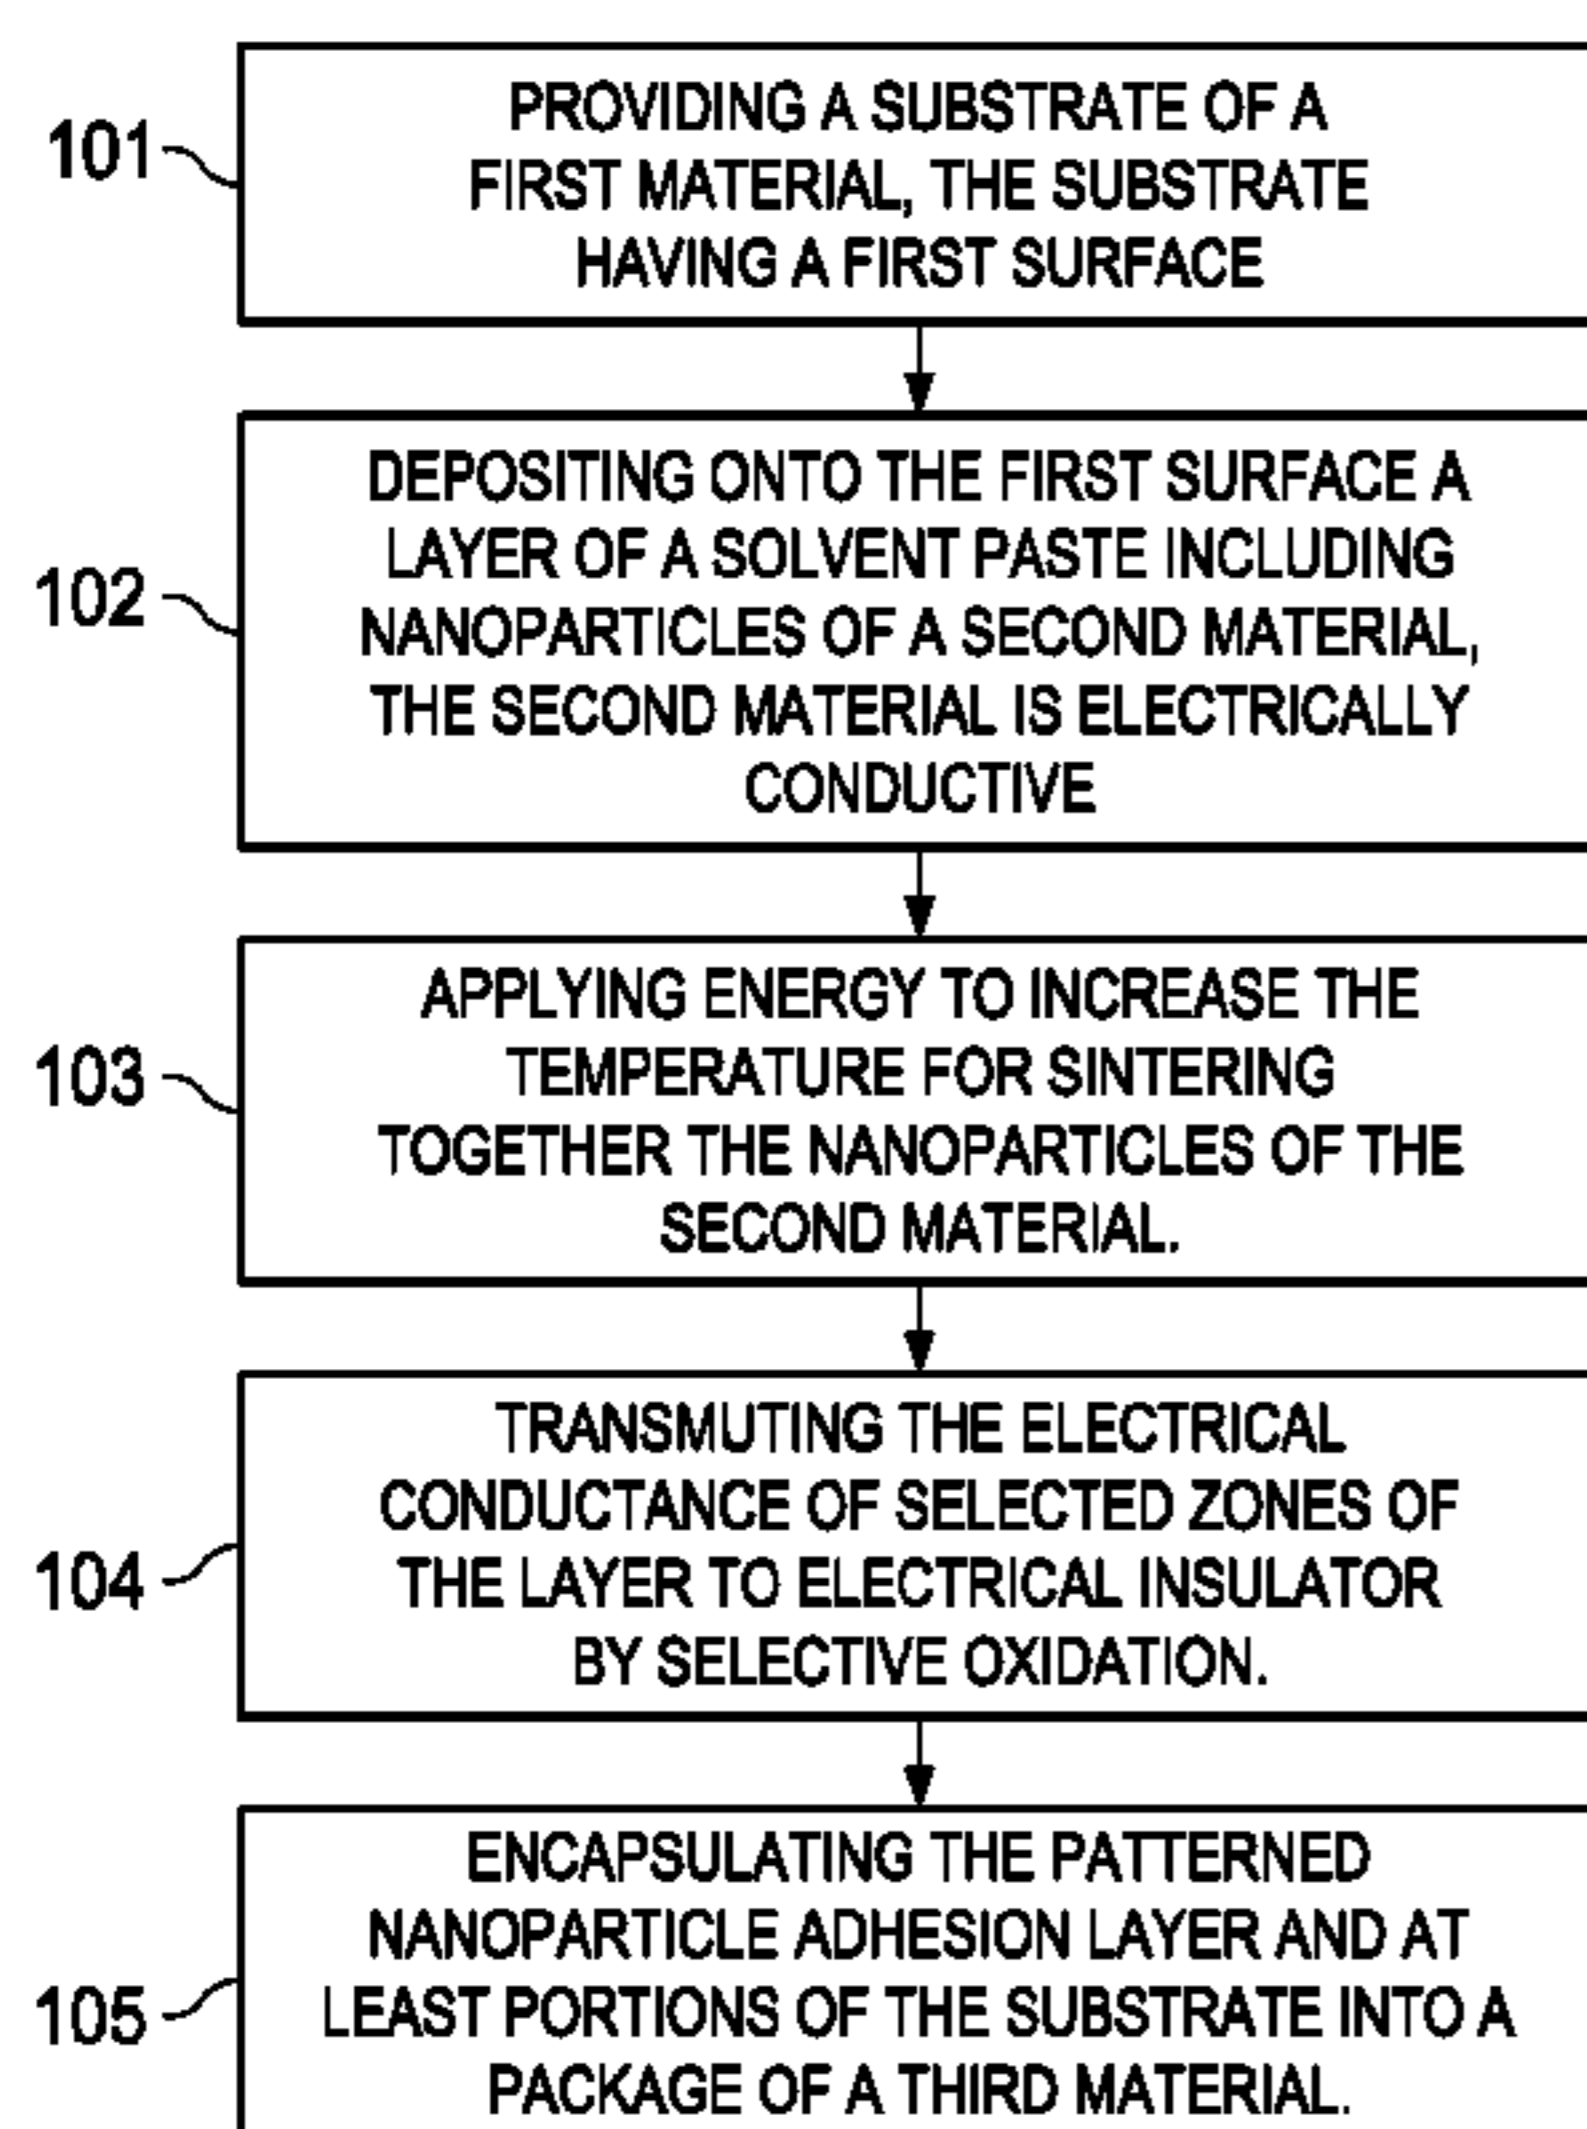 101
PROVIDING A SUBSTRATE OF A
FIRST MATERIAL, THE SUBSTRATE
HAVING A FIRST SURFACE
102
DEPOSITING ONTO THE FIRST SURFACE A
LAYER OF A SOLVENT PASTE INCLUDING
NANOPARTICLES OF A SECOND MATERIAL,
THE SECOND MATERIAL IS ELECTRICALLY
CONDUCTIVE
103
APPLYING ENERGY TO INCREASE THE
TEMPERATURE FOR SINTERING
TOGETHER THE NANOPARTICLES OF THE
SECOND MATERIAL.
104
TRANSMUTING THE ELECTRICAL
CONDUCTANCE OF SELECTED ZONES OF
THE LAYER TO ELECTRICAL INSULATOR
BY SELECTIVE OXIDATION.
105
ENCAPSULATING THE PATTERNED
NANOPARTICLE ADHESION LAYER AND AT
LEAST PORTIONS OF THE SUBSTRATE INTO A
PACKAGE OF A THIRD MATERIAL.